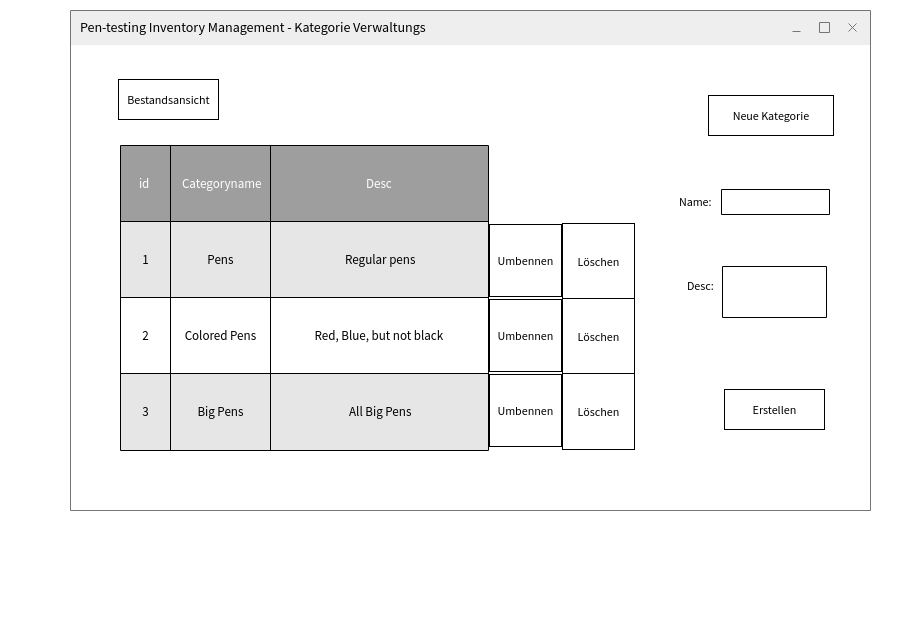 Pen-testing Inventory Management - Kategorie Verwaltungs
Bestandsansicht
Neue Kategorie
id Categoryname Desc
Name:
1 Pens Regular pens Umbennen Löschen
Desc:
2 Colored Pens Red, Blue, but not black Umbennen Löschen
3 Big Pens All Big Pens Umbennen Löschen
Erstellen